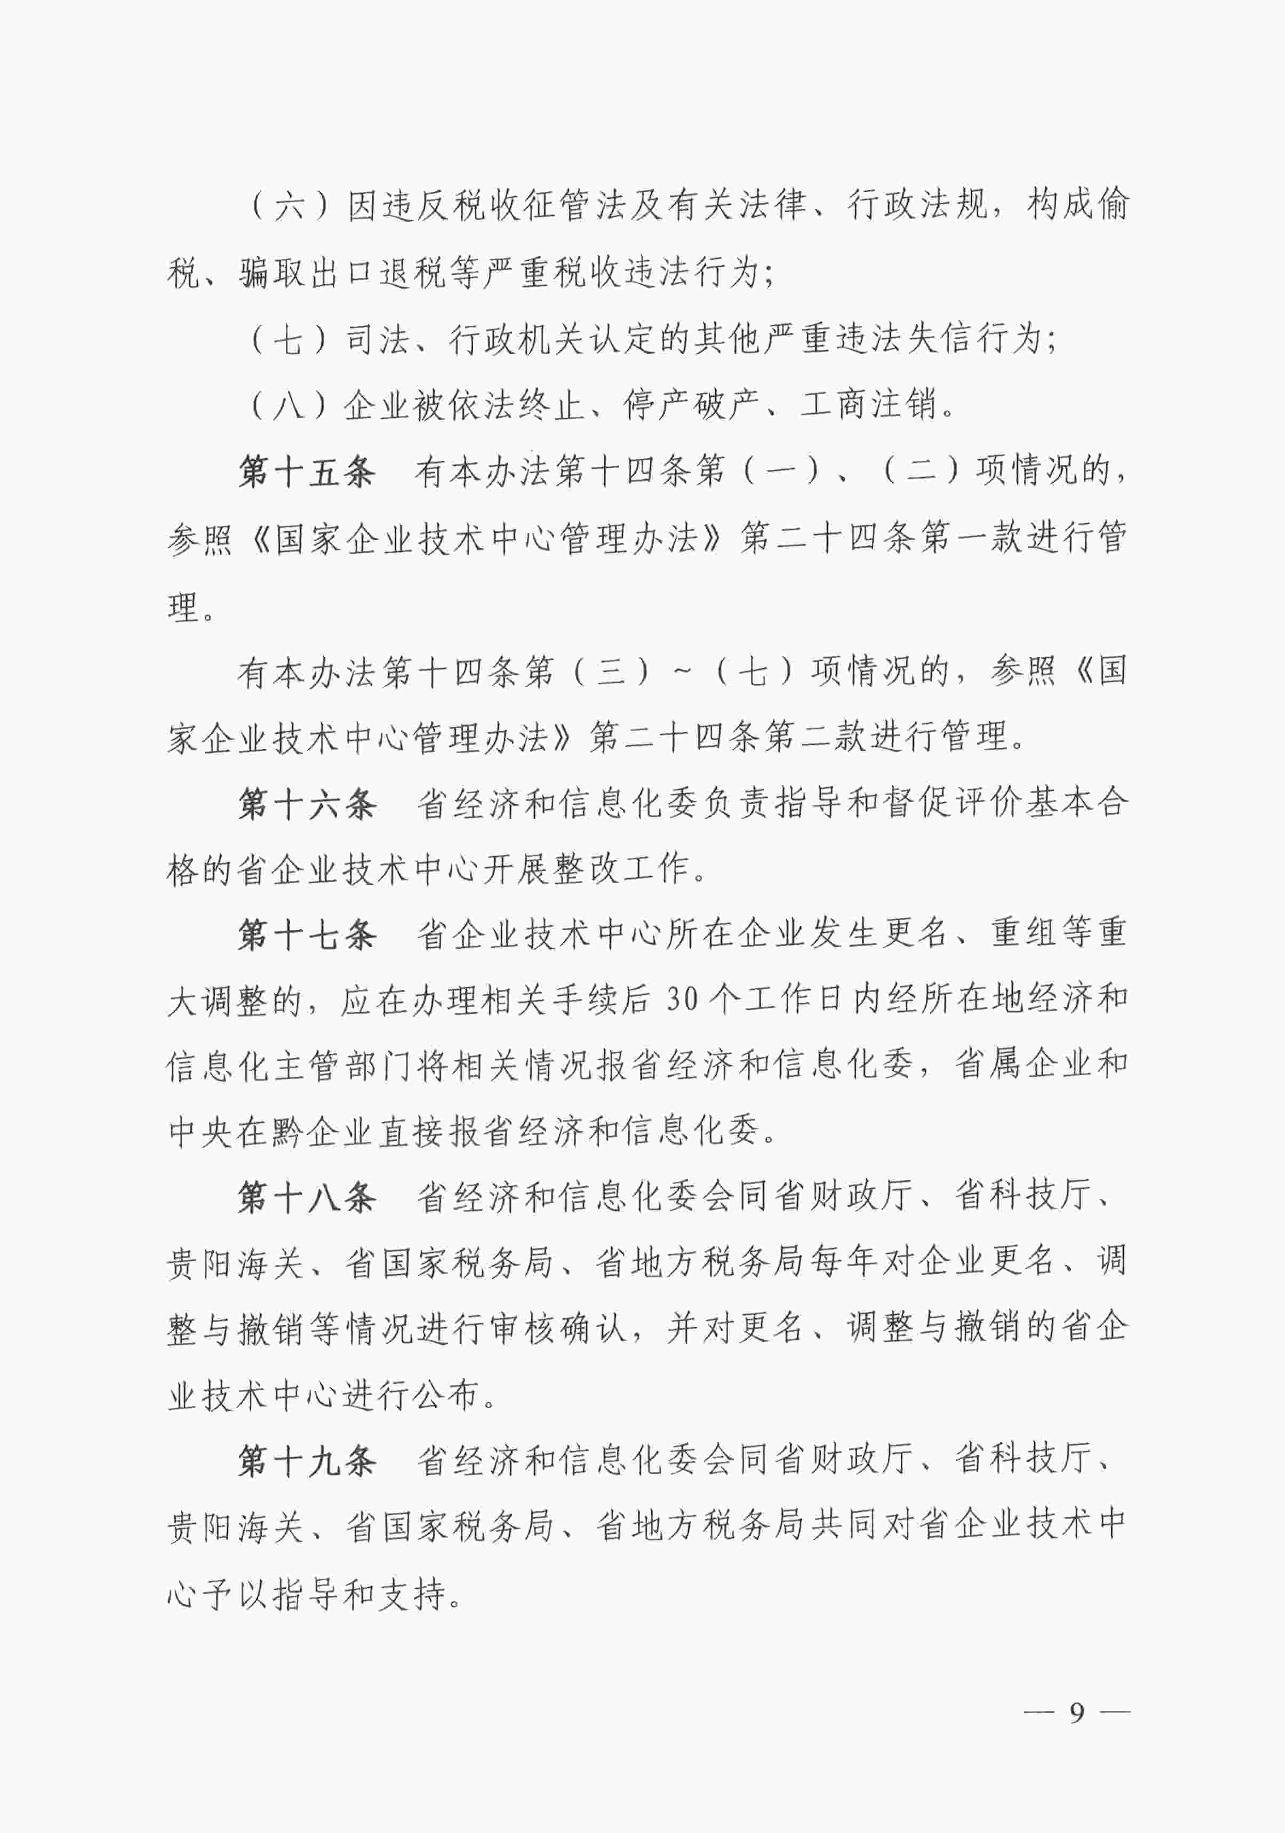 （六）因违反税收征管法及有关法律、行政法规，构成偷
税、骗取出口退税等严重税收违法行为；
（七）司法、行政机关认定的其他严重违法失信行为；
（八）企业被依法终止、停产破产、工商注销。
第十五条　有本办法第十四条第（一）、（二）项情况的，
参照《国家企业技术中心管理办法》第二十四条第一款进行管
理。
有本办法第十四条第（三）~（七）项情况的，参照《国
家企业技术中心管理办法》第二十四条第二款进行管理。
第十六条　省经济和信息化委负责指导和督促评价基本合
格的省企业技术中心开展整改工作。
第十七条　省企业技术中心所在企业发生更名、重组等重
大调整的，应在办理相关手续后 30 个工作日内经所在地经济和
信息化主管部门将相关情况报省经济和信息化委，省属企业和
中央在黔企业直接报省经济和信息化委。
第十八条　省经济和信息化委会同省财政厅、省科技厅、
贵阳海关、省国家税务局、省地方税务局每年对企业更名、调
整与撤销等情况进行审核确认，并对更名、调整与撤销的省企
业技术中心进行公布。
第十九条　省经济和信息化委会同省财政厅、省科技厅、
贵阳海关、省国家税务局、省地方税务局共同对省企业技术中
心予以指导和支持。
— 9 —